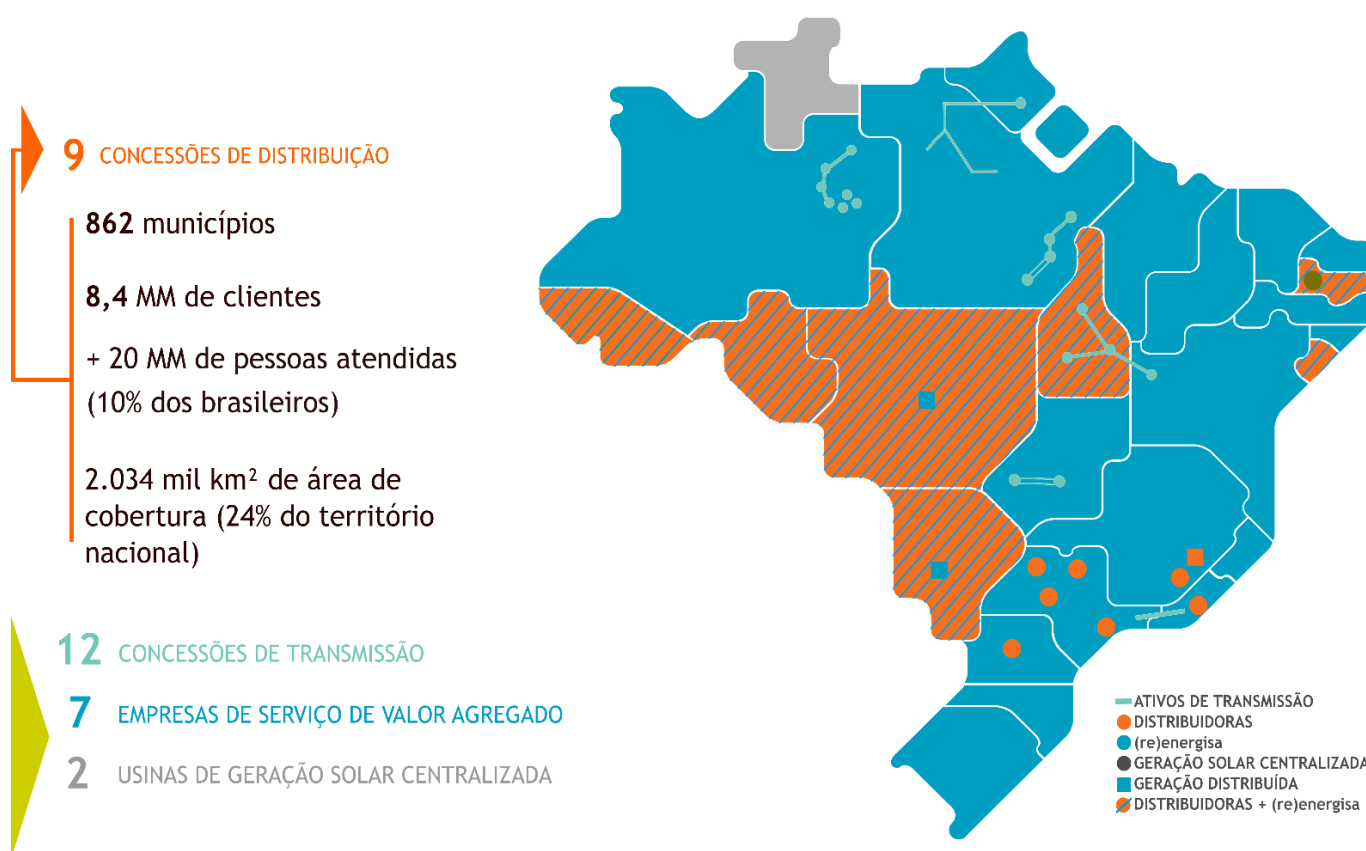 9 CONCESSÕES DE DISTRIBUIÇÃO
862 municípios
8,4 MM de clientes
+ 20 MM de pessoas atendidas
(10% dos brasileiros)
2.034 mil km² de área de
cobertura (24% do território
nacional)
12 CONCESSÕES DE TRANSMISSÃO
7 EMPRESAS DE SERVIÇO DE VALOR AGREGADO
2 USINAS DE GERAÇÃO SOLAR CENTRALIZADA
ATIVOS DE TRANSMISSÃO
DISTRIBUIDORAS
(re)energisa
GERAÇÃO SOLAR CENTRALIZADA
GERAÇÃO DISTRIBUÍDA
DISTRIBUIDORAS + (re)energisa